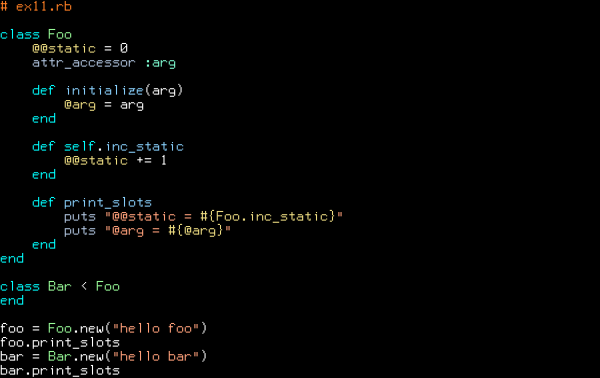 # ex11.rb
class Foo
@@static = 0
attr_accessor :arg
def initialize(arg)
@arg = arg
end
def self.inc_static
@@static += 1
end
def print_slots
puts "@@static = #{Foo.inc_static}"
puts "@arg = #{@arg}"
end
end
class Bar < Foo
end
foo = Foo.new("hello foo")
foo.print_slots
bar = Bar.new("hello bar")
bar.print_slots